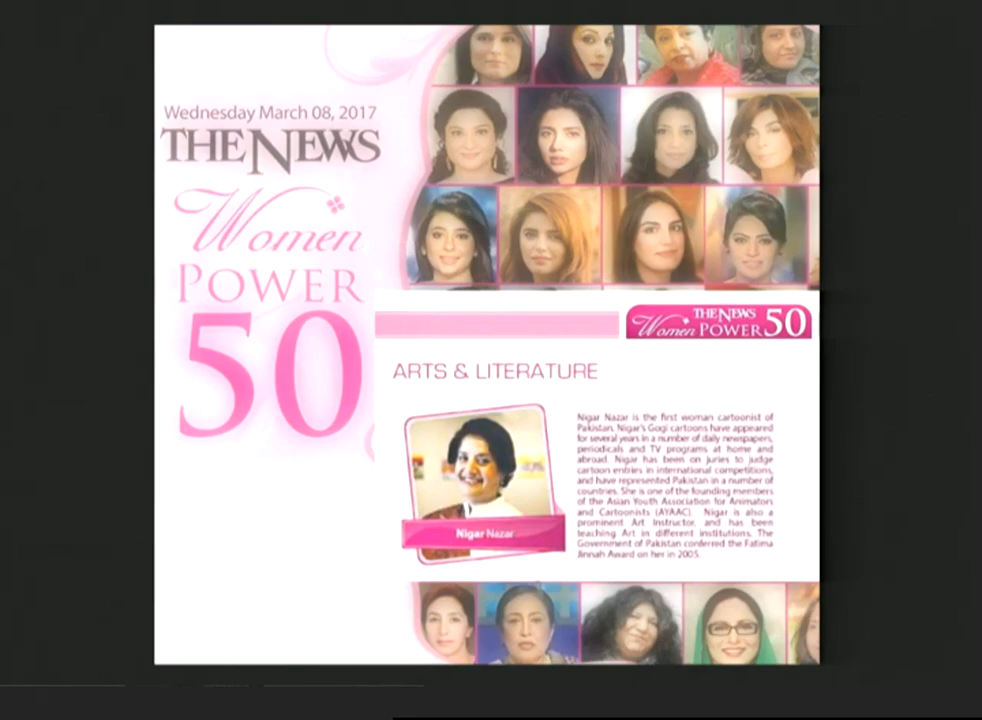 Wednesday March 08, 2017
THE NEWS
Women
POWER
50
THE NEWS
Women POWER 50
ARTS & LITERATURE
Nigar Nazar is the first woman cartoonist of
Pakistan. Nigar's Gogi cartoons have appeared
for several years in a number of daily newspapers,
periodicals and TV programs at home and
abroad. Nigar has been on juries to judge
cartoon entries in international competitions,
and have represented Pakistan in a number of
countries. She is one of the founding members
of the Asian Youth Association for Animators
and Cartoonists (AYAAC). Nigar is also a
prominent Art Instructor, and has been
teaching Art in different institutions. The
Government of Pakistan conferred the Fatima
Jinnah Award on her in 2005.
Nigar Nazar